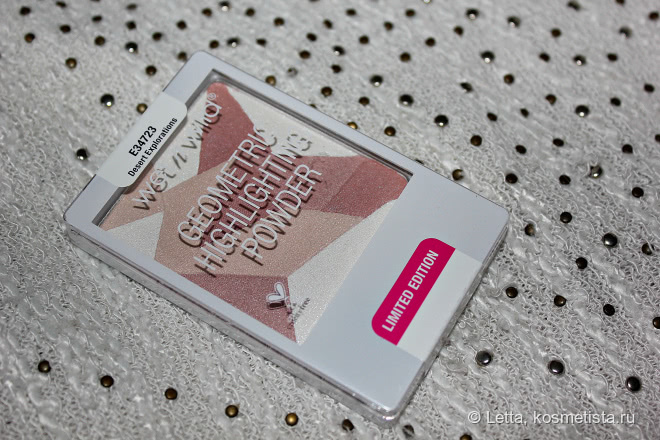 E34723
Desert Explorations
wet n wild®
GEOMETRIC
HIGHLIGHTING
POWDER
LIMITED EDITION
© Letta, kosmetista.ru